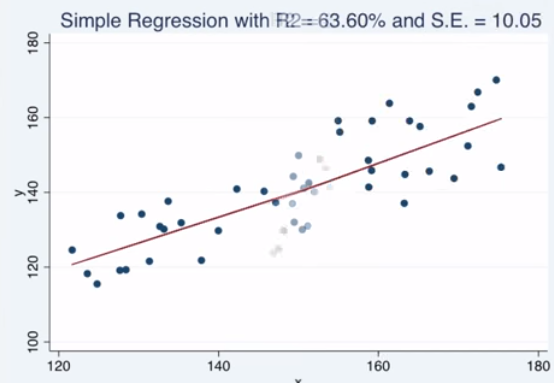 Simple Regression with R2 = 63.60% and S.E. = 10.05
180
160
140
120
100
y
120 140 160 180
x